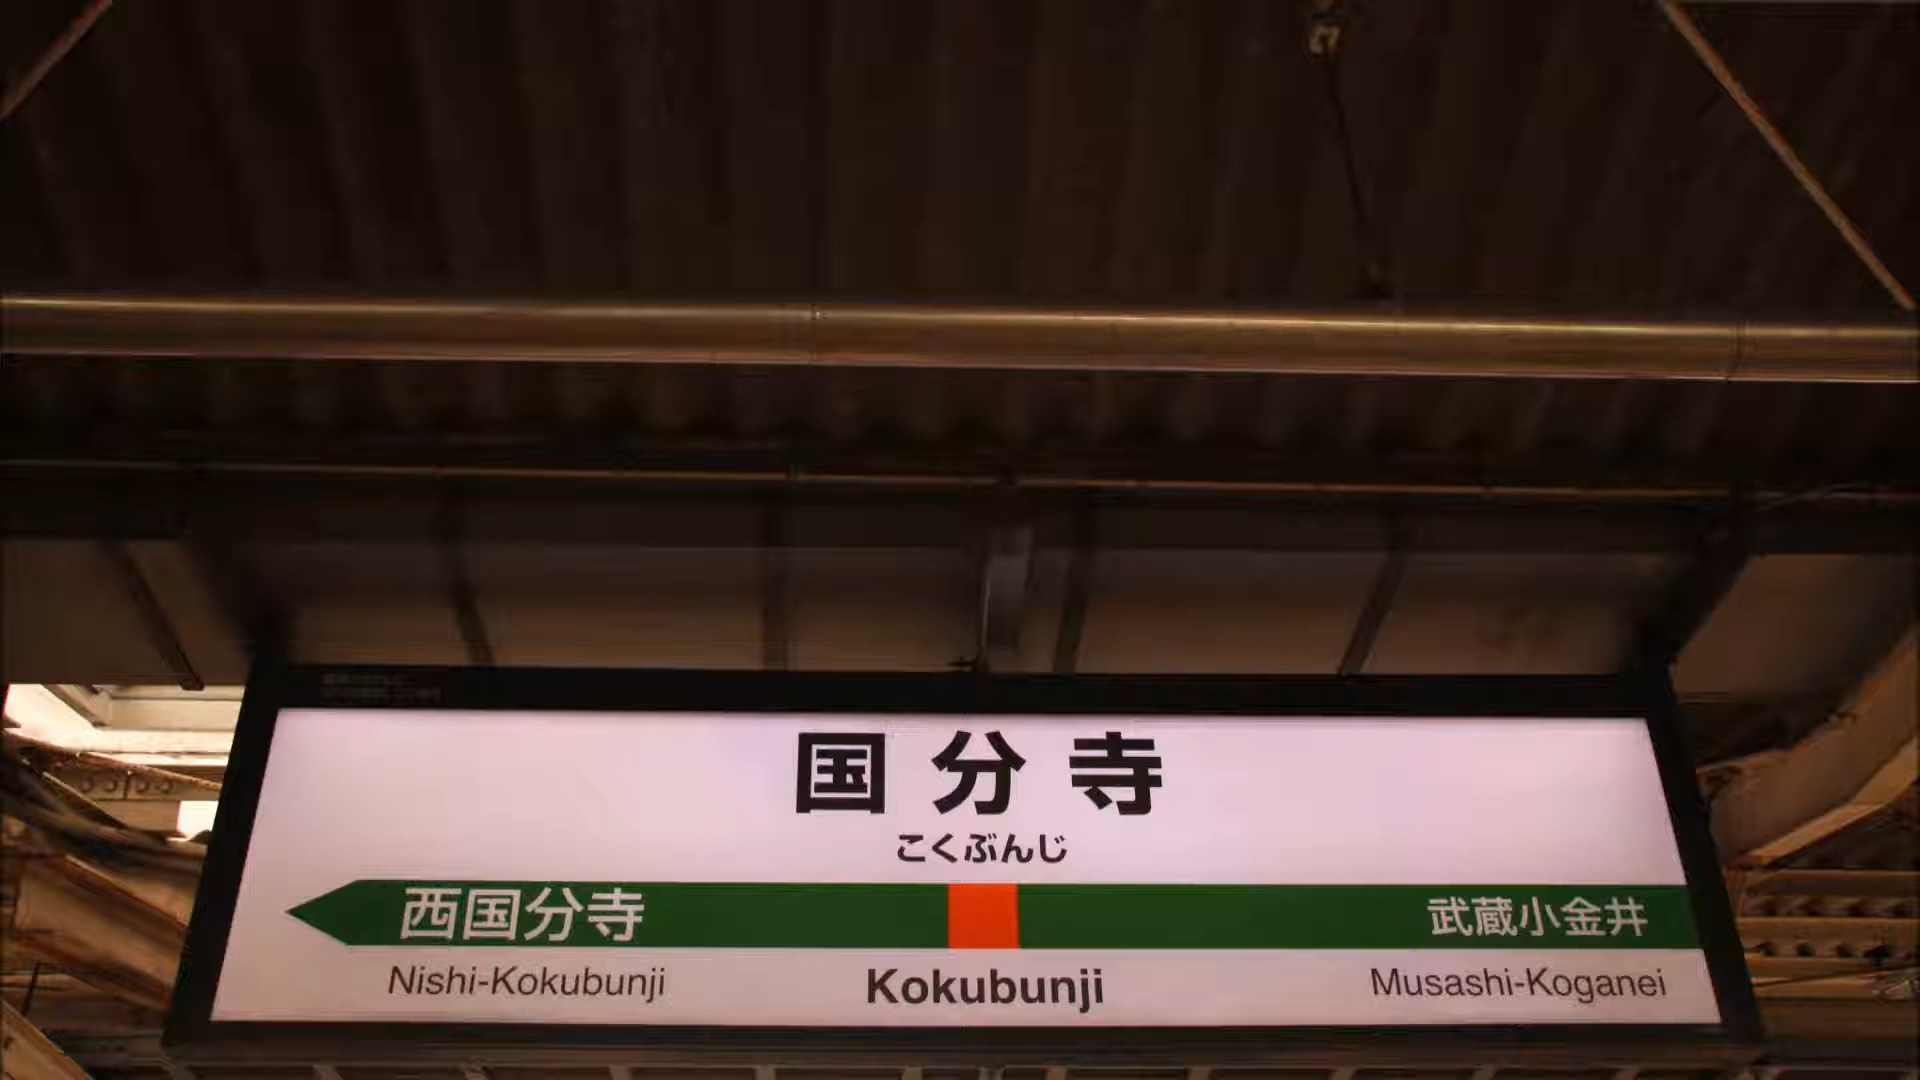 国分寺
こくぶんじ
西国分寺 武蔵小金井
Nishi-Kokubunji Kokubunji Musashi-Koganei